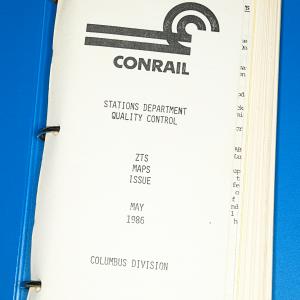 CONRAIL
STATIONS DEPARTMENT
QUALITY CONTROL
ZTS
MAPS
ISSUE
MAY
1986
COLUMBUS DIVISION